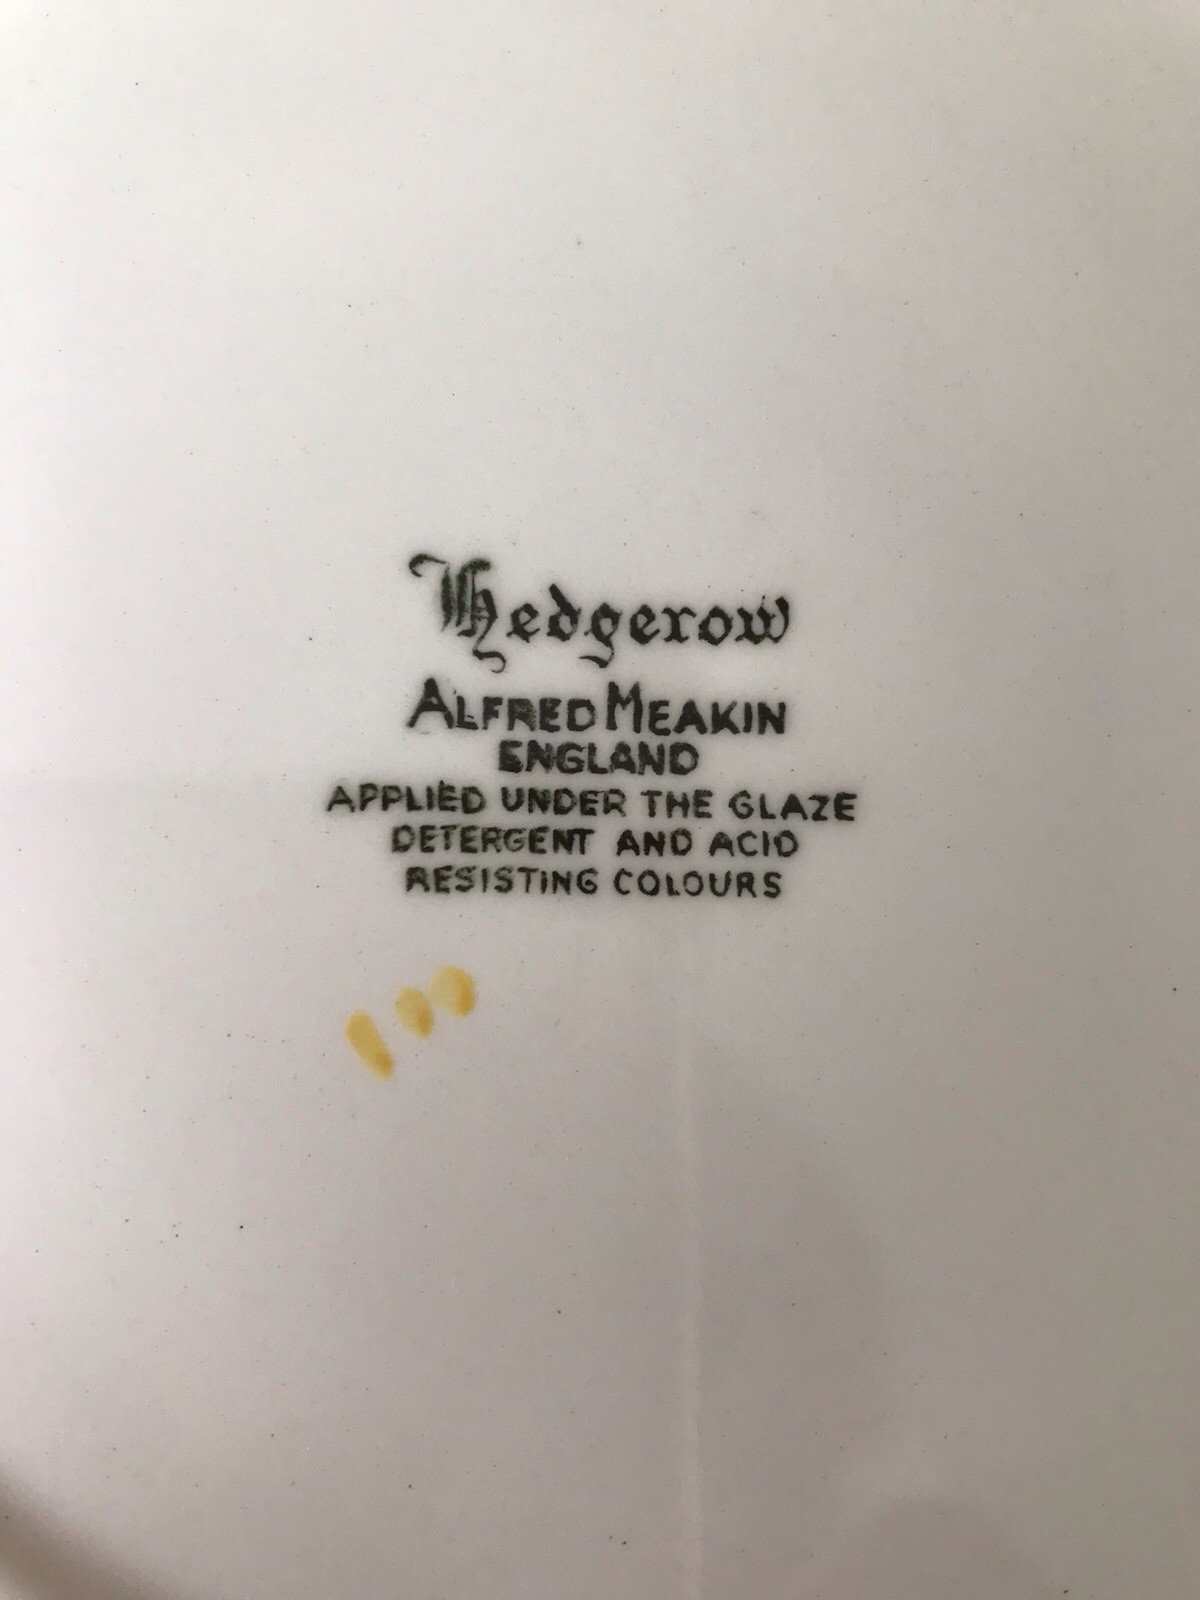 Hedgerow
ALFRED MEAKIN
ENGLAND
APPLIED UNDER THE GLAZE
DETERGENT AND ACID
RESISTING COLOURS